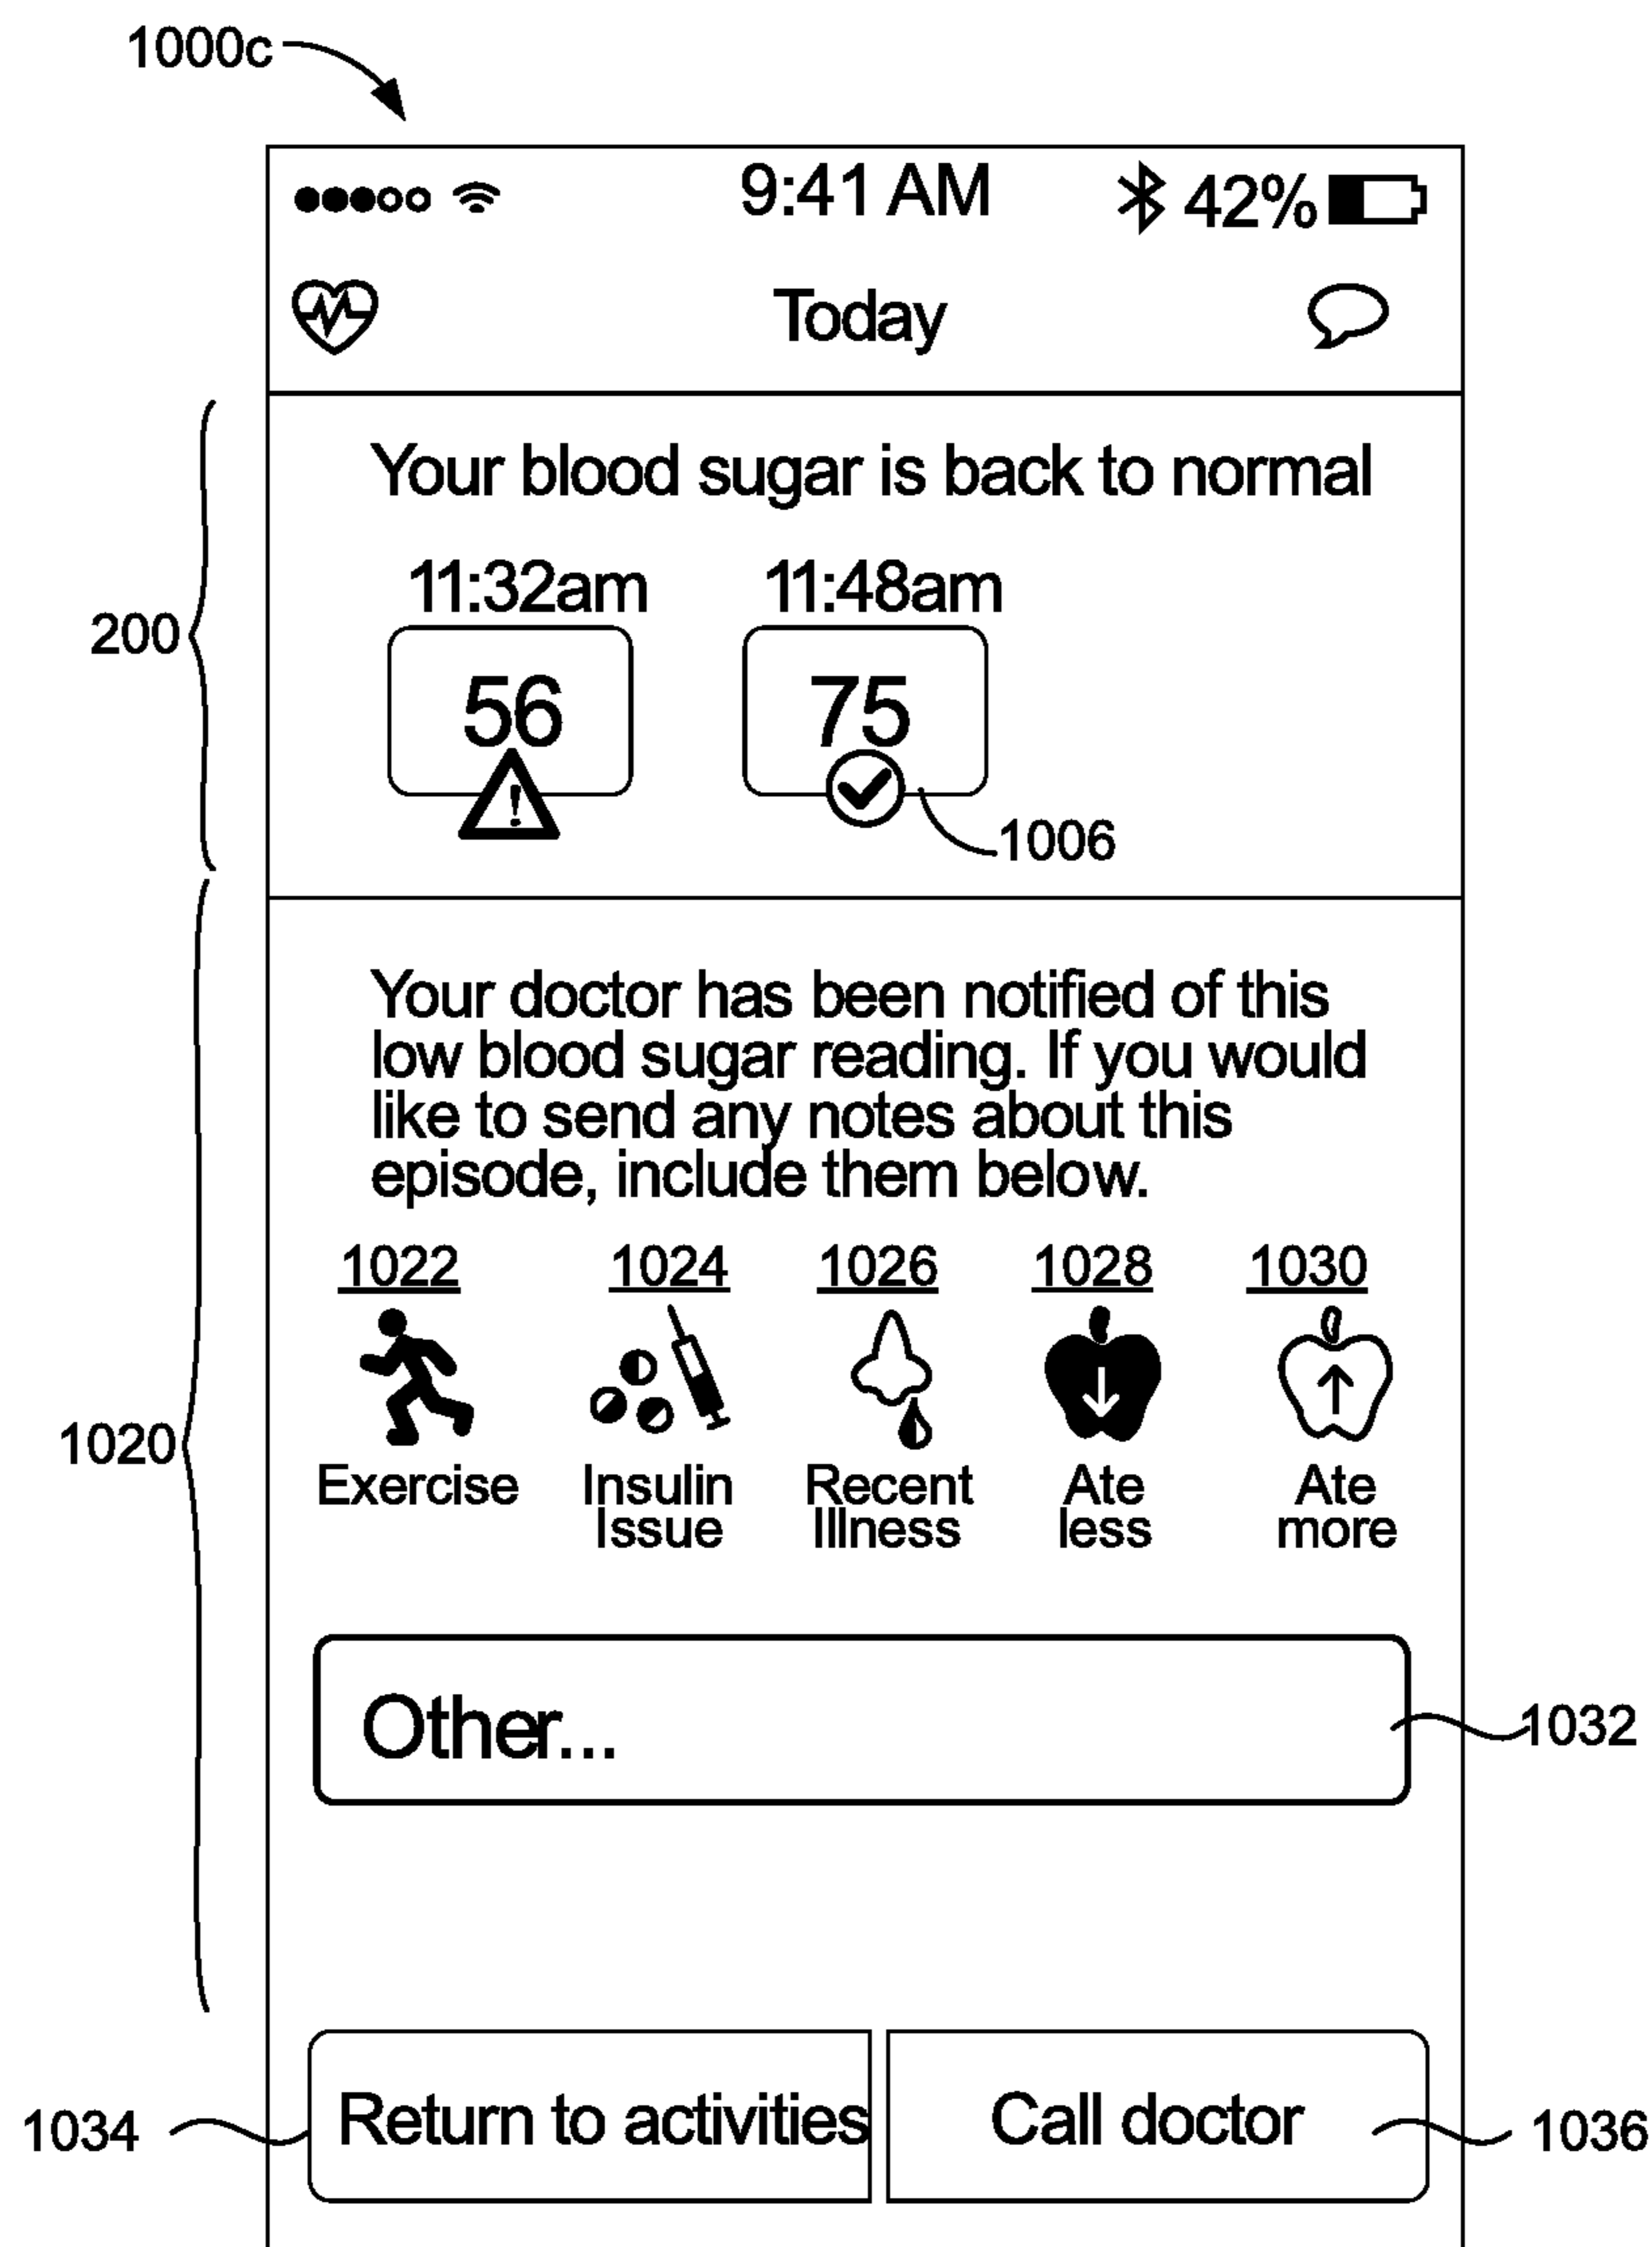 1000c
9:41 AM 42%
Today
Your blood sugar is back to normal
11:32am 11:48am
200
56 75
!
1006
Your doctor has been notified of this
low blood sugar reading. If you would
like to send any notes about this
episode, include them below.
1022 1024 1026 1028 1030
1020
Exercise Insulin Recent Ate Ate
Issue Illness less more
Other...
1032
Return to activities Call doctor
1034 1036